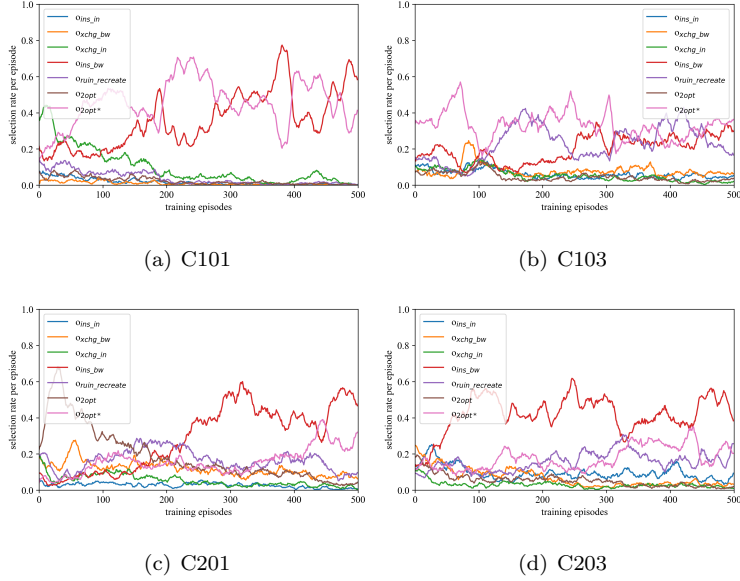 1.0
0.8
0.6
0.4
0.2
0.0
selection rate per episode
o_ins_in
o_xchg_bw
o_xchg_in
o_ins_bw
o_ruin_recreate
o_2opt
o_2opt*
0 100 200 300 400 500
training episodes
(a) C101
1.0
0.8
0.6
0.4
0.2
0.0
selection rate per episode
o_ins_in
o_xchg_bw
o_xchg_in
o_ins_bw
o_ruin_recreate
o_2opt
o_2opt*
0 100 200 300 400 500
training episodes
(b) C103
1.0
0.8
0.6
0.4
0.2
0.0
selection rate per episode
o_ins_in
o_xchg_bw
o_xchg_in
o_ins_bw
o_ruin_recreate
o_2opt
o_2opt*
0 100 200 300 400 500
training episodes
(c) C201
1.0
0.8
0.6
0.4
0.2
0.0
selection rate per episode
o_ins_in
o_xchg_bw
o_xchg_in
o_ins_bw
o_ruin_recreate
o_2opt
o_2opt*
0 100 200 300 400 500
training episodes
(d) C203